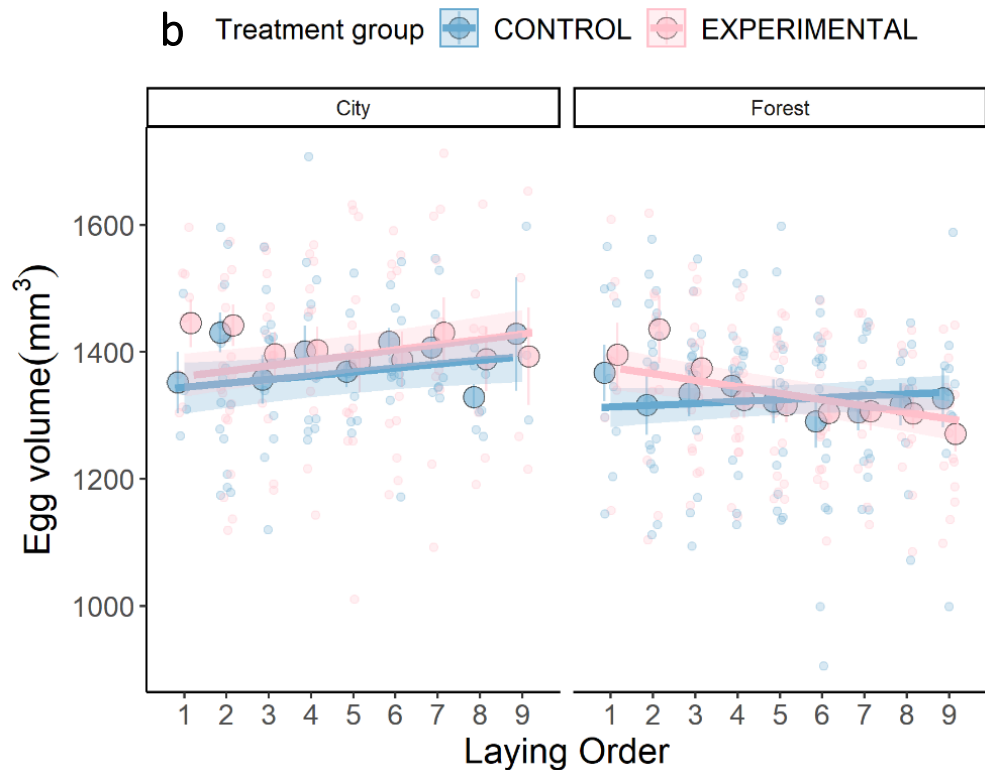 b Treatment group CONTROL EXPERIMENTAL
City Forest
1600
1400
1200
1000
Egg volume(mm³)
1 2 3 4 5 6 7 8 9 1 2 3 4 5 6 7 8 9
Laying Order